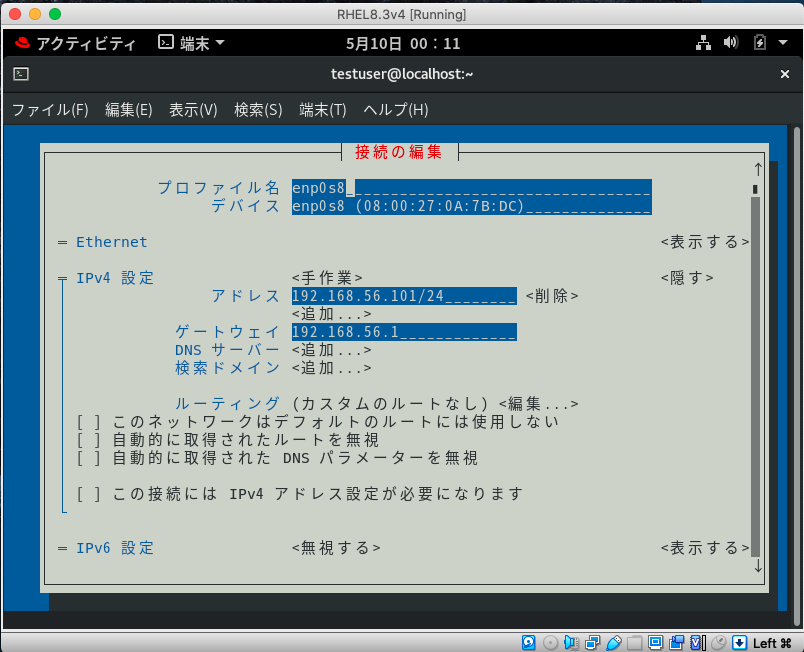 RHEL8.3v4 [Running]
アクティビティ 端末 5月10日 00：11
testuser@localhost:~ ×
ファイル(F) 編集(E) 表示(V) 検索(S) 端末(T) ヘルプ(H)
接続の編集
プロファイル名 enp0s8_________________________________
デバイス enp0s8 (08:00:27:0A:7B:DC)______________
= Ethernet <表示する>
IPv4 設定 <手作業> <隠す>
アドレス 192.168.56.101/24________ <削除>
<追加...>
ゲートウェイ 192.168.56.1_____________
DNS サーバー <追加...>
検索ドメイン <追加...>
ルーティング (カスタムのルートなし) <編集...>
[ ] このネットワークはデフォルトのルートには使用しない
[ ] 自動的に取得されたルートを無視
[ ] 自動的に取得された DNS パラメーターを無視
[ ] この接続には IPv4 アドレス設定が必要になります
= IPv6 設定 <無視する> <表示する>
Left ⌘